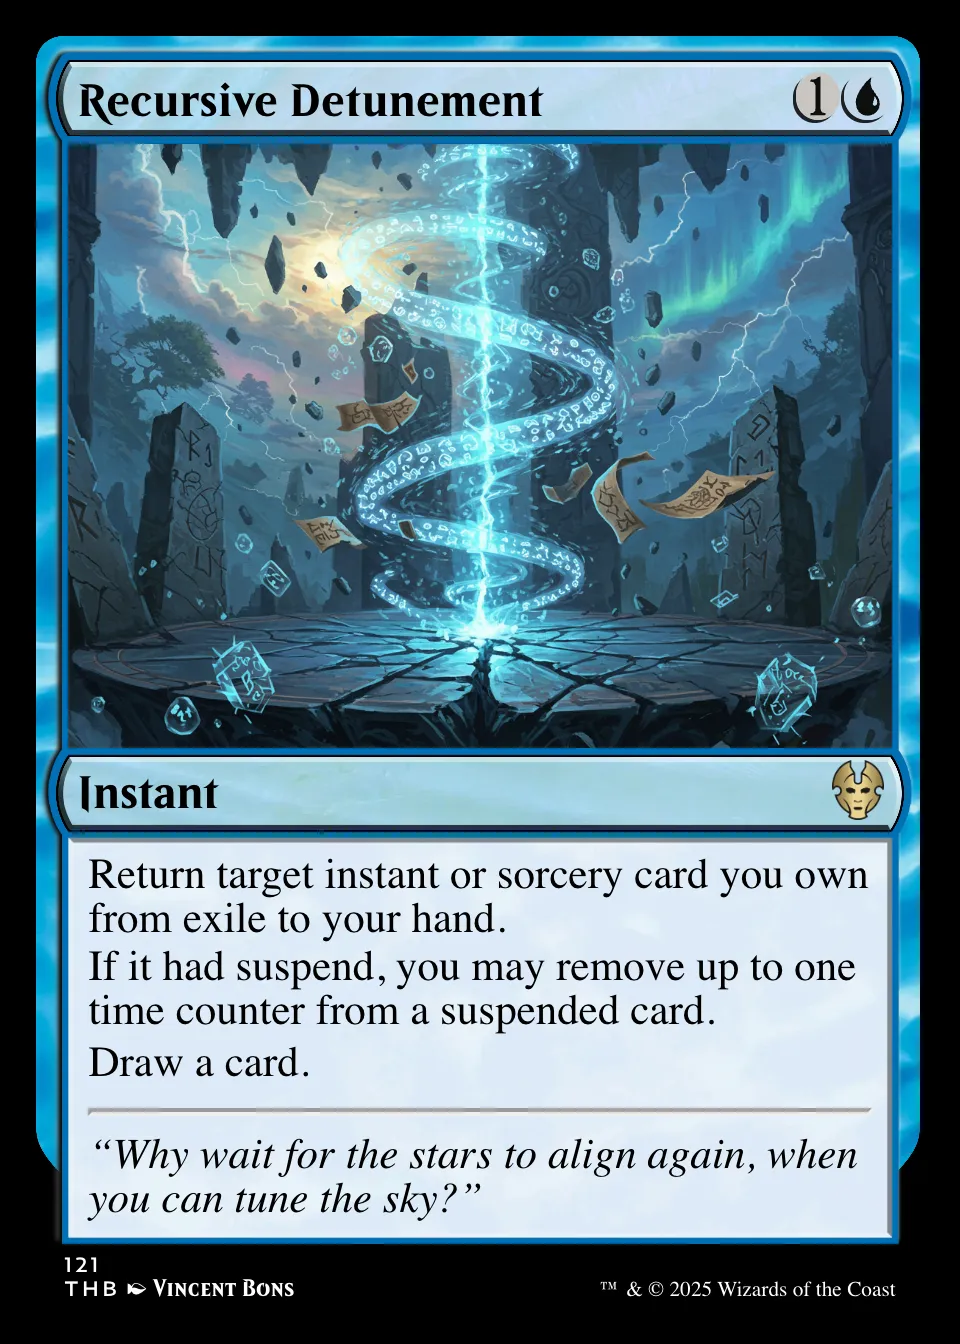 Recursive Detunement 1
Instant
Return target instant or sorcery card you own
from exile to your hand.
If it had suspend, you may remove up to one
time counter from a suspended card.
Draw a card.
“Why wait for the stars to align again, when
you can tune the sky?”
121
THB Vincent Bons
™ & © 2025 Wizards of the Coast